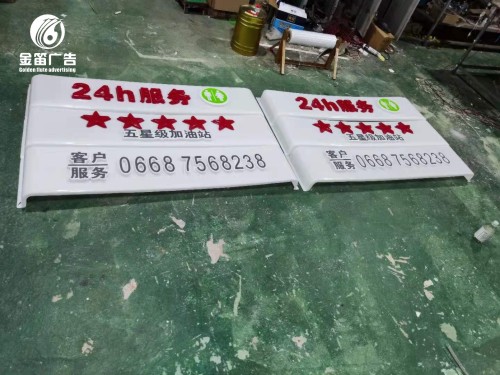 金笛广告
Golden flute advertising
24h服务
五星级加油站
客户服务 0668 7568238
24h服务
五星级加油站
客户服务 0668 7568238